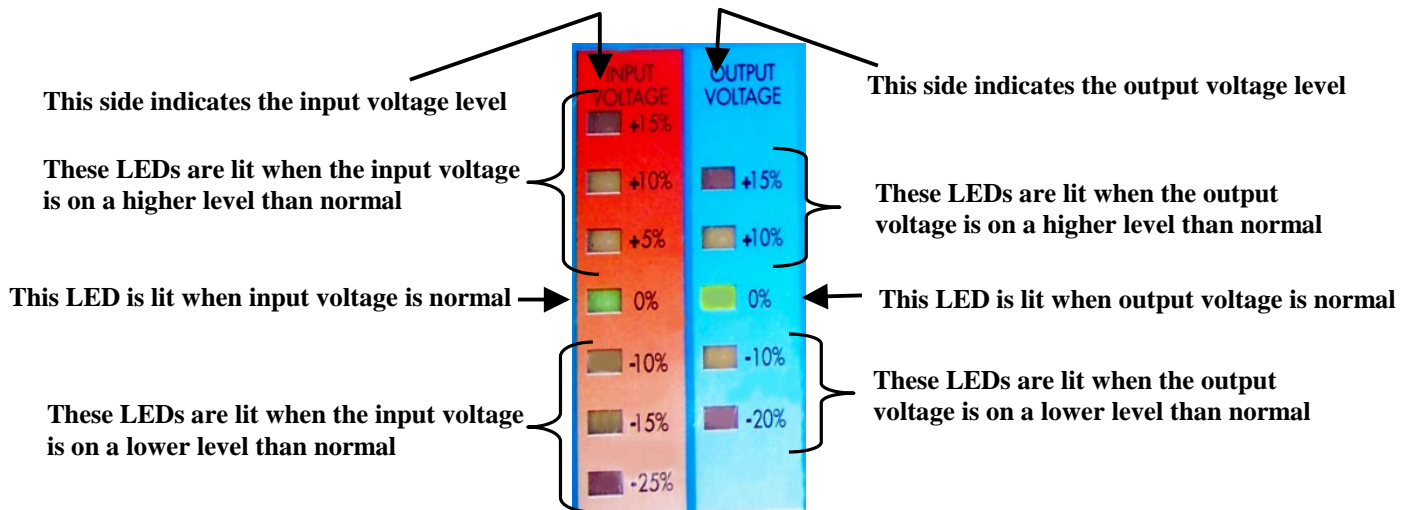 This side indicates the input voltage level
These LEDs are lit when the input voltage
is on a higher level than normal
This LED is lit when input voltage is normal
These LEDs are lit when the input voltage
is on a lower level than normal
INPUT
VOLTAGE
+15%
+10%
+5%
0%
-10%
-15%
-25%
OUTPUT
VOLTAGE
+15%
+10%
0%
-10%
-20%
This side indicates the output voltage level
These LEDs are lit when the output
voltage is on a higher level than normal
This LED is lit when output voltage is normal
These LEDs are lit when the output
voltage is on a lower level than normal